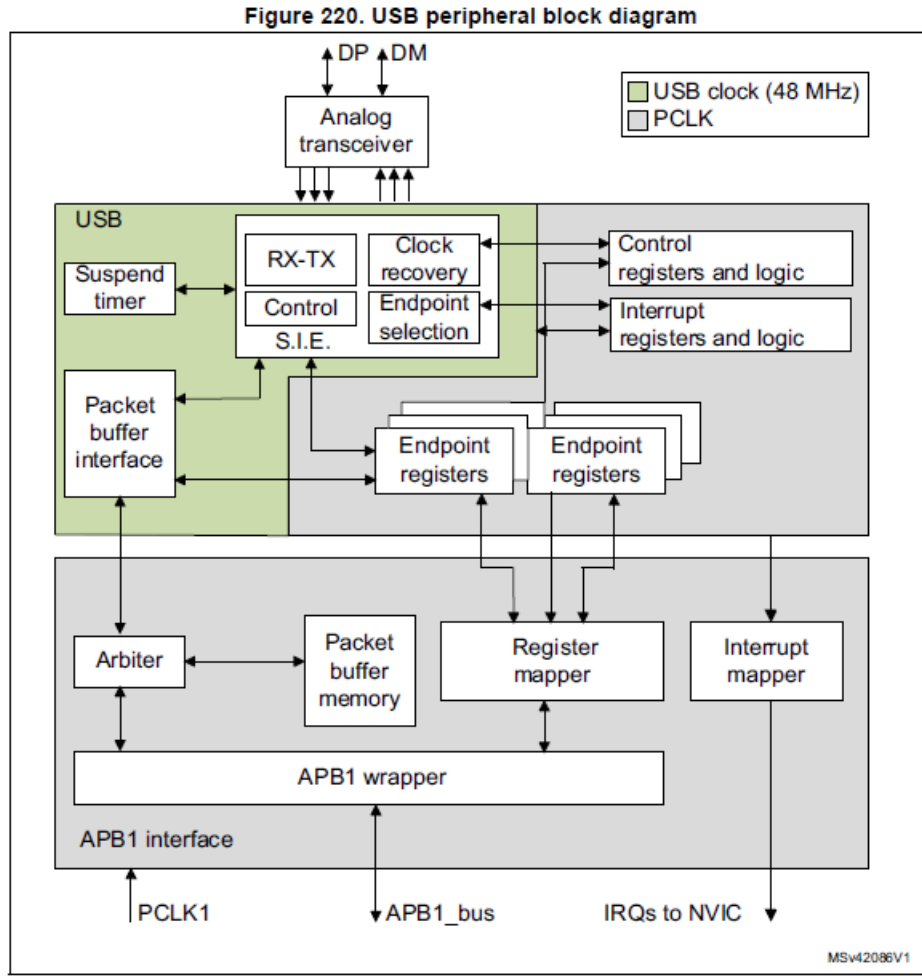 Figure 220. USB peripheral block diagram
DP
DM
USB clock (48 MHz)
PCLK
Analog
transceiver
USB
RX-TX
Clock
recovery
Control
registers and logic
Suspend
timer
Control
Endpoint
selection
S.I.E.
Interrupt
registers and logic
Packet
buffer
interface
Endpoint
registers
Endpoint
registers
Arbiter
Packet
buffer
memory
Register
mapper
Interrupt
mapper
APB1 wrapper
APB1 interface
PCLK1
APB1_bus
IRQs to NVIC
MSv42086V1